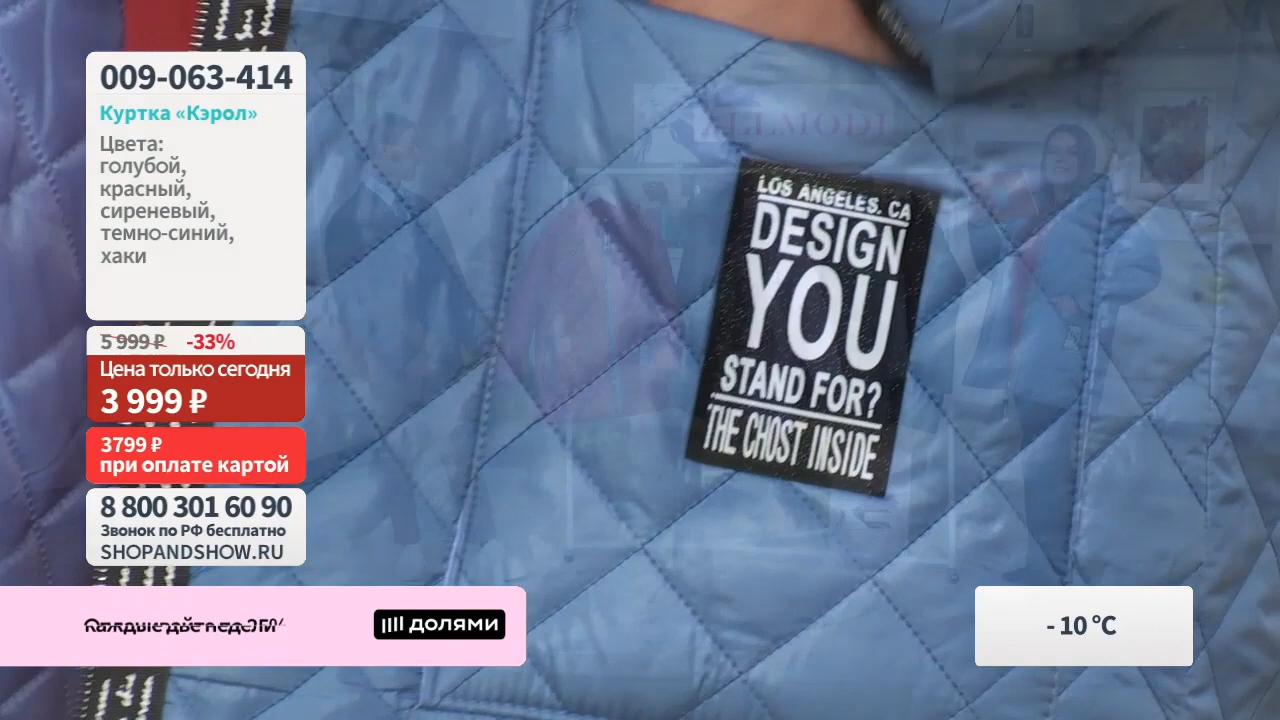 009-063-414
Куртка «Кэрол»
Цвета:
голубой,
красный,
сиреневый,
темно-синий,
хаки
5 999 ₽ -33%
Цена только сегодня
3 999 ₽
3799 ₽
при оплате картой
8 800 301 60 90
Звонок по РФ бесплатно
SHOPANDSHOW.RU
ДОЛЯМИ
- 10 °C
ALLMODI
LOS ANGELES. CA
DESIGN
YOU
STAND FOR?
THE GHOST INSIDE